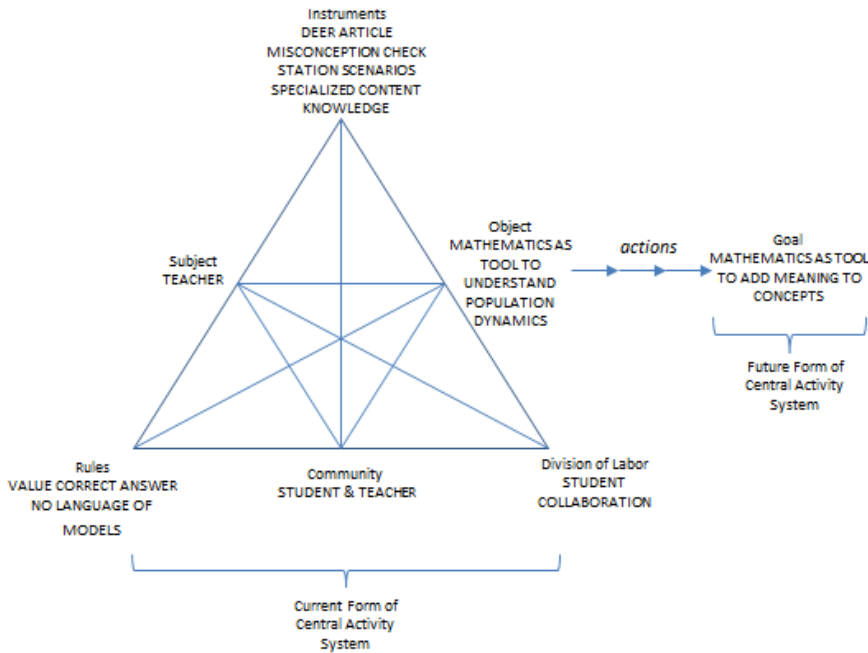 Instruments
DEER ARTICLE
MISCONCEPTION CHECK
STATION SCENARIOS
SPECIALIZED CONTENT
KNOWLEDGE
Subject
TEACHER
Object
MATHEMATICS AS
TOOL TO
UNDERSTAND
POPULATION
DYNAMICS
actions
Goal
MATHEMATICS AS TOOL
TO ADD MEANING TO
CONCEPTS
Future Form of
Central Activity
System
Rules
VALUE CORRECT ANSWER
NO LANGUAGE OF
MODELS
Community
STUDENT & TEACHER
Division of Labor
STUDENT
COLLABORATION
Current Form of
Central Activity
System